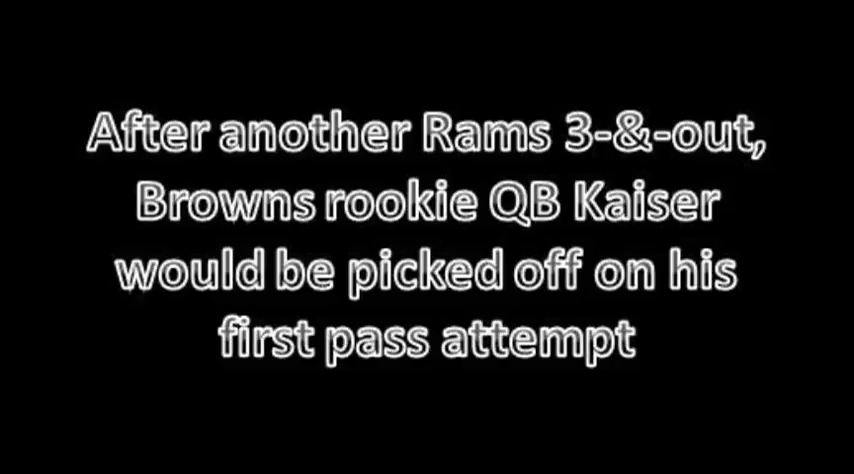 After another Rams 3-&-out,
Browns rookie QB Kaiser
would be picked off on his
first pass attempt